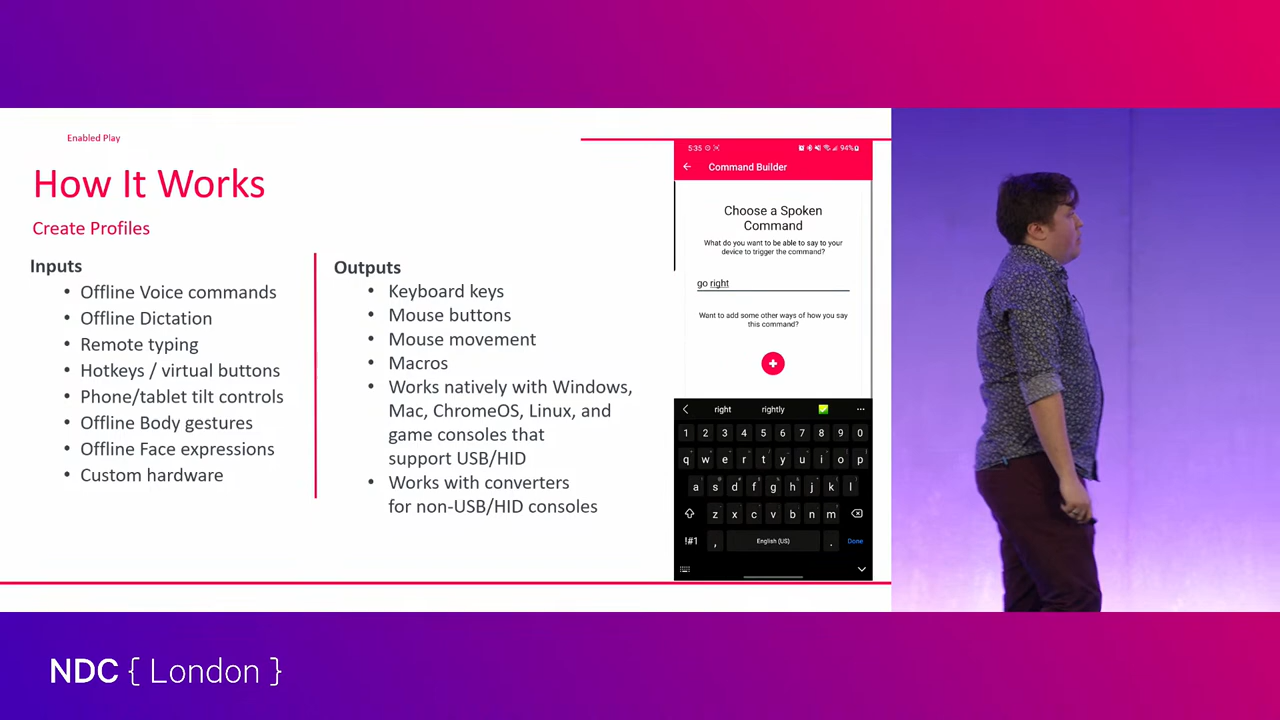 Enabled Play
How It Works
Create Profiles
Inputs
• Offline Voice commands
• Offline Dictation
• Remote typing
• Hotkeys / virtual buttons
• Phone/tablet tilt controls
• Offline Body gestures
• Offline Face expressions
• Custom hardware
Outputs
• Keyboard keys
• Mouse buttons
• Mouse movement
• Macros
• Works natively with Windows,
Mac, ChromeOS, Linux, and
game consoles that
support USB/HID
• Works with converters
for non-USB/HID consoles
5:35 94%
Command Builder
Choose a Spoken
Command
What do you want to be able to say to your
device to trigger the command?
go right
Want to add some other ways of how you say
this command?
+
right rightly
1 2 3 4 5 6 7 8 9 0
q w e r t y u i o p
a s d f g h j k l
z x c v b n m
!#1 , English (US) . Done
NDC { London }